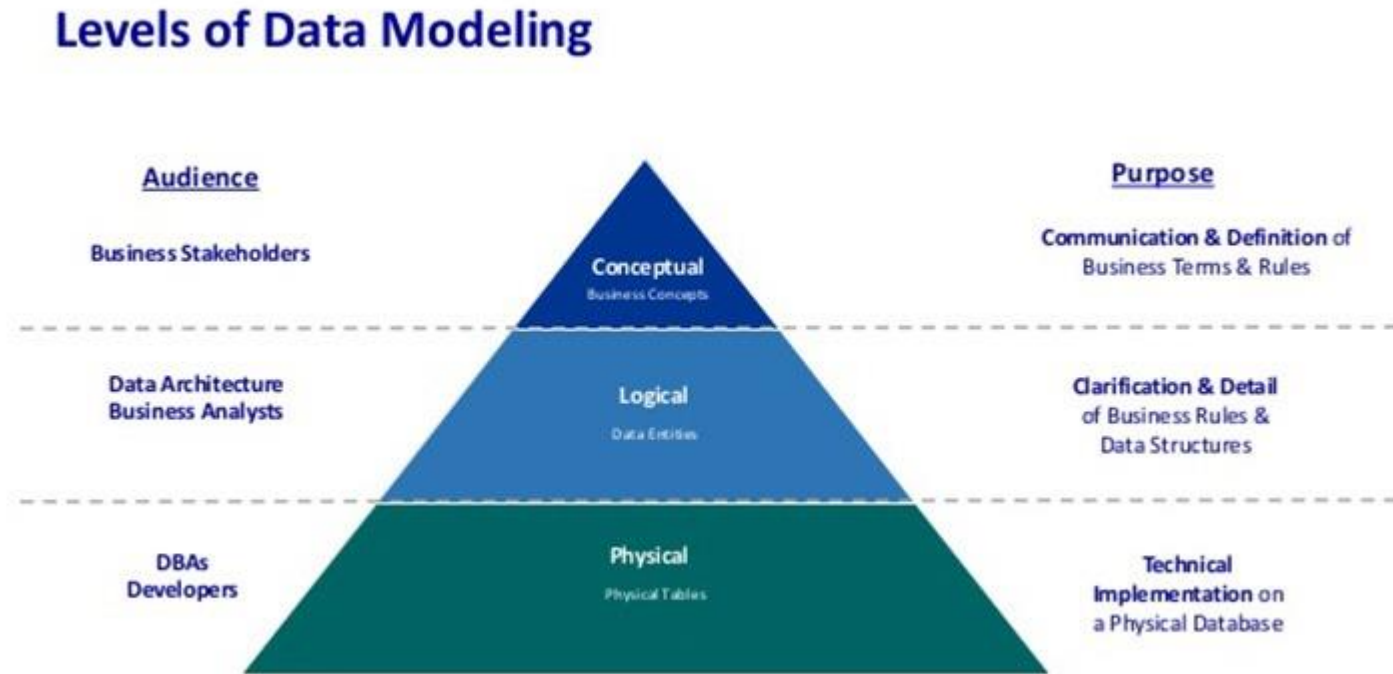 Levels of Data Modeling
Audience
Purpose
Business Stakeholders
Conceptual
Business Concepts
Communication & Definition of
Business Terms & Rules
Data Architecture
Business Analysts
Logical
Data Entities
Clarification & Detail
of Business Rules &
Data Structures
DBAs
Developers
Physical
Physical Tables
Technical
Implementation on
a Physical Database